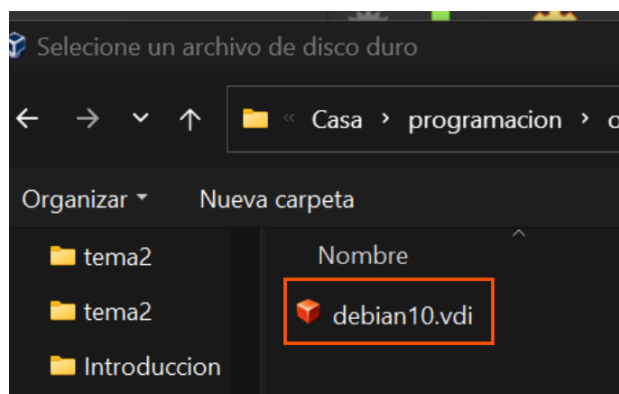 Selecione un archivo de disco duro
« Casa > programacion >
Organizar Nueva carpeta
tema2
Nombre
tema2
debian10.vdi
Introduccion